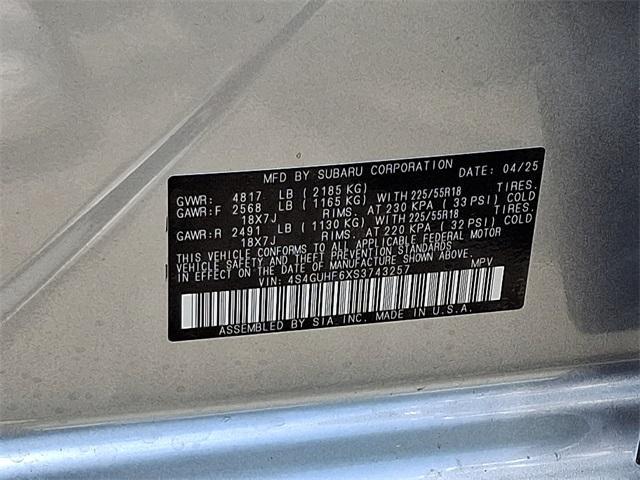 MFD BY SUBARU CORPORATION DATE: 04/25
GVWR: 4817 LB ( 2185 KG)
GAWR:F 2568 LB ( 1165 KG) WITH 225/55R18 TIRES.
18X7J RIMS. AT 230 KPA ( 33 PSI) COLD
GAWR:R 2491 LB ( 1130 KG) WITH 225/55R18 TIRES.
18X7J RIMS. AT 220 KPA ( 32 PSI) COLD
THIS VEHICLE CONFORMS TO ALL APPLICABLE FEDERAL MOTOR
VEHICLE SAFETY AND THEFT PREVENTION STANDARDS
IN EFFECT ON THE DATE OF MANUFACTURE SHOWN ABOVE.
VIN: 4S4GUHF6XS3743257 MPV
ASSEMBLED BY SIA INC. MADE IN U.S.A.